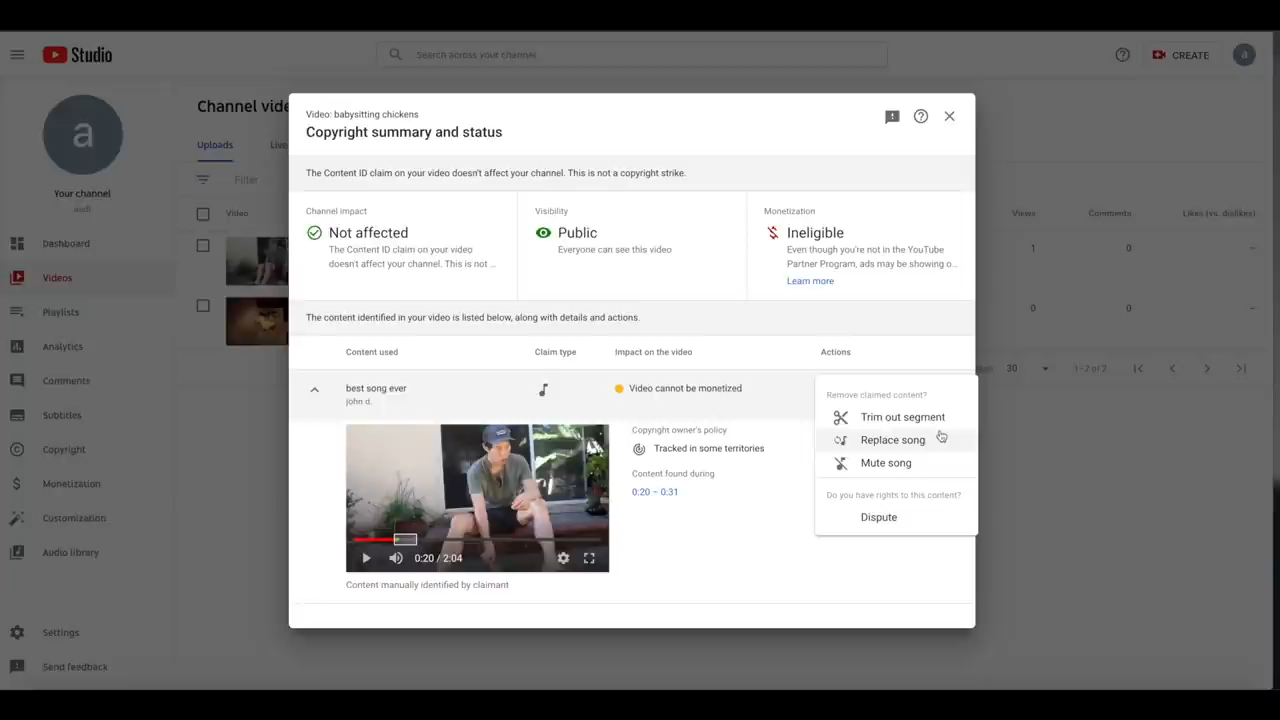 Studio
Search across your channel
CREATE
a
a
Your channel
asdf
Dashboard
Videos
Playlists
Analytics
Comments
Subtitles
Copyright
Monetization
Customization
Audio library
Settings
Send feedback
Channel vide
Uploads
Live
Filter
Video
Views
Comments
Likes (vs. dislikes)
1
0
–
0
0
–
30
1–2 of 2
Video: babysitting chickens
Copyright summary and status
The Content ID claim on your video doesn't affect your channel. This is not a copyright strike.
Channel impact
Not affected
The Content ID claim on your video
doesn't affect your channel. This is not ...
Visibility
Public
Everyone can see this video
Monetization
Ineligible
Even though you're not in the YouTube
Partner Program, ads may be showing o...
Learn more
The content identified in your video is listed below, along with details and actions.
Content used
Claim type
Impact on the video
Actions
best song ever
john d.
Video cannot be monetized
0:20 / 2:04
Content manually identified by claimant
Copyright owner's policy
Tracked in some territories
Content found during
0:20 – 0:31
Remove claimed content?
Trim out segment
Replace song
Mute song
Do you have rights to this content?
Dispute